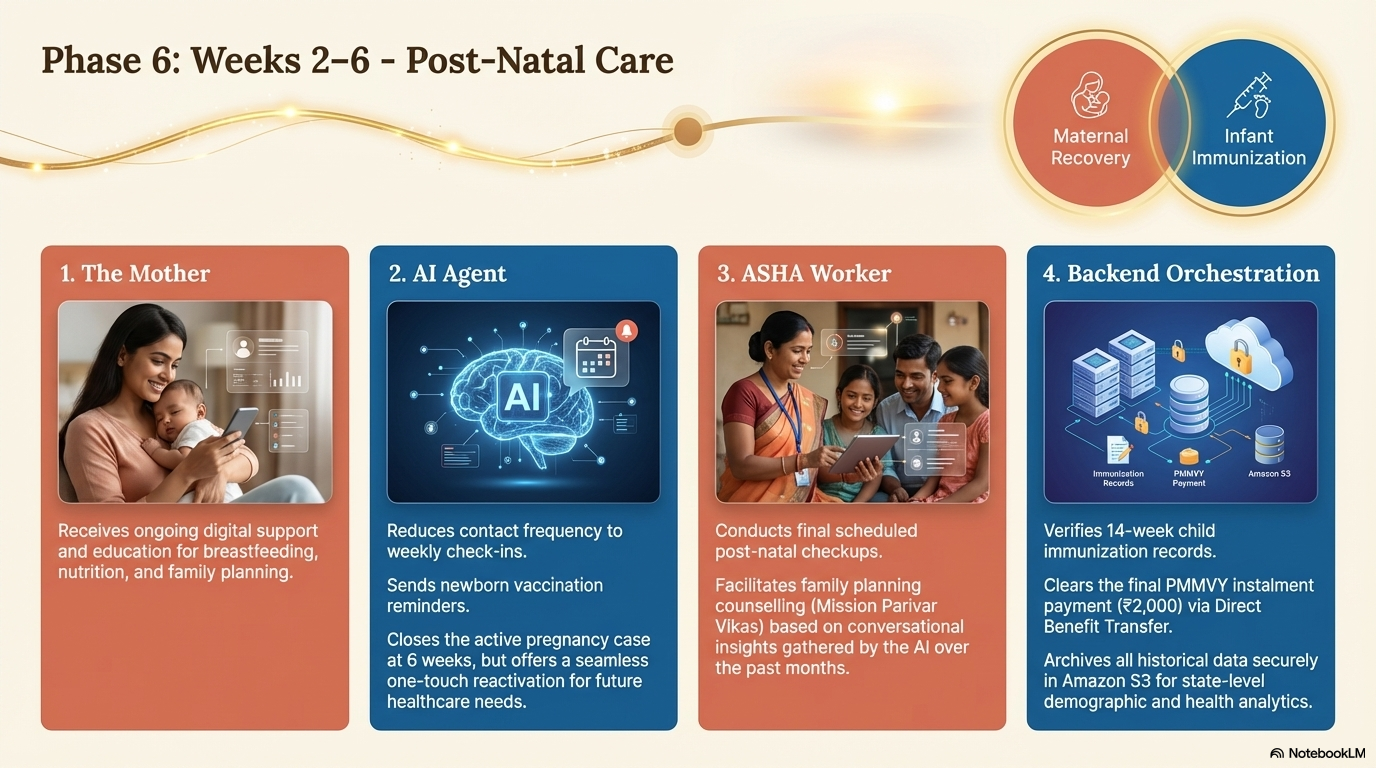 Phase 6: Weeks 2–6 - Post-Natal Care
Maternal
Recovery
Infant
Immunization
1. The Mother
Receives ongoing digital support
and education for breastfeeding,
nutrition, and family planning.
2. AI Agent
AI
Reduces contact frequency to
weekly check-ins.
Sends newborn vaccination
reminders.
Closes the active pregnancy case
at 6 weeks, but offers a seamless
one-touch reactivation for future
healthcare needs.
3. ASHA Worker
Conducts final scheduled
post-natal checkups.
Facilitates family planning
counselling (Mission Parivar
Vikas) based on conversational
insights gathered by the AI over
the past months.
4. Backend Orchestration
Immunization
Records
PMMVY
Payment
Amazon S3
Verifies 14-week child
immunization records.
Clears the final PMMVY instalment
payment (₹2,000) via Direct
Benefit Transfer.
Archives all historical data securely
in Amazon S3 for state-level
demographic and health analytics.
NotebookLM